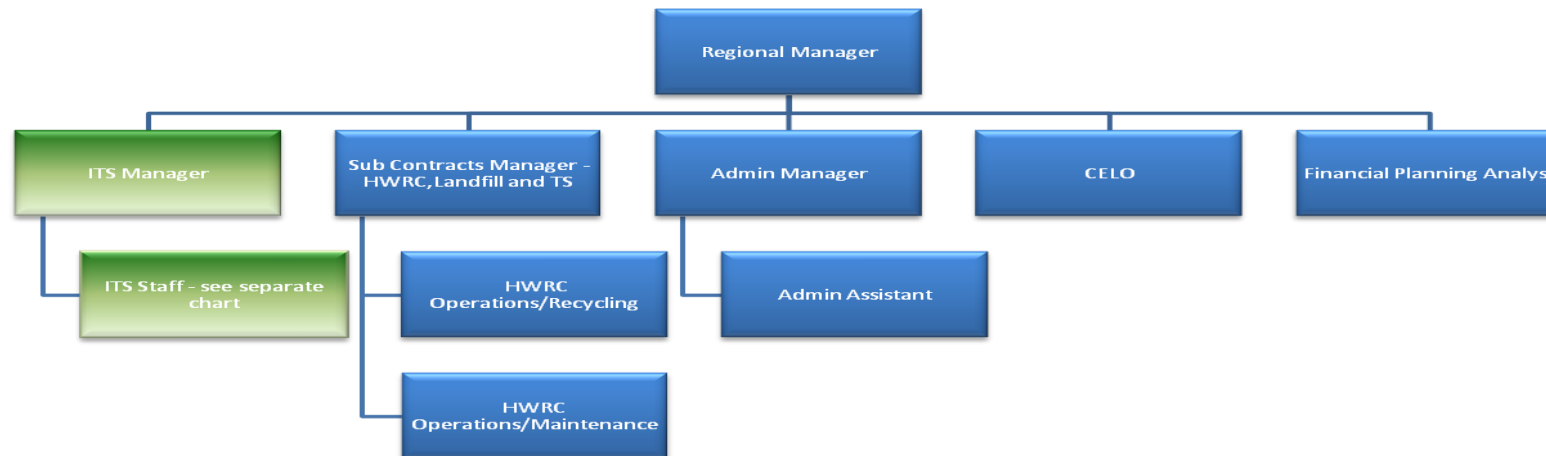 Regional Manager
ITS Manager
Sub Contracts Manager -
HWRC,Landfill and TS
Admin Manager
CELO
Financial Planning Analys
ITS Staff - see separate
chart
HWRC
Operations/Recycling
Admin Assistant
HWRC
Operations/Maintenance